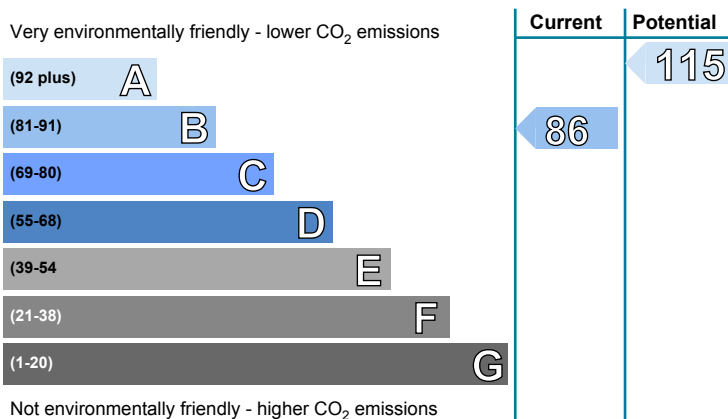 Current Potential
Very environmentally friendly - lower CO2 emissions
115
(92 plus) A
(81-91) B 86
(69-80) C
(55-68) D
(39-54 E
(21-38) F
(1-20) G
Not environmentally friendly - higher CO2 emissions